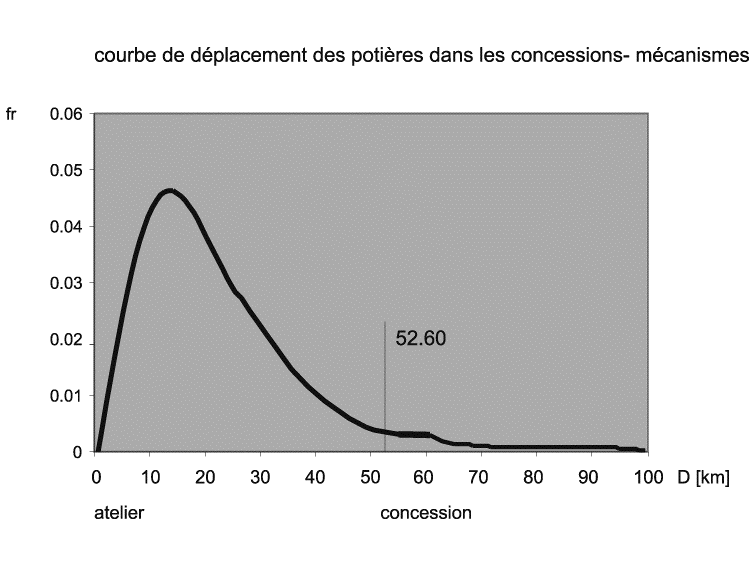 courbe de déplacement des potières dans les concessions- mécanismes
fr
0.06
0.05
0.04
0.03
0.02
0.01
0
52.60
0 10 20 30 40 50 60 70 80 90 100 D [km]
atelier concession